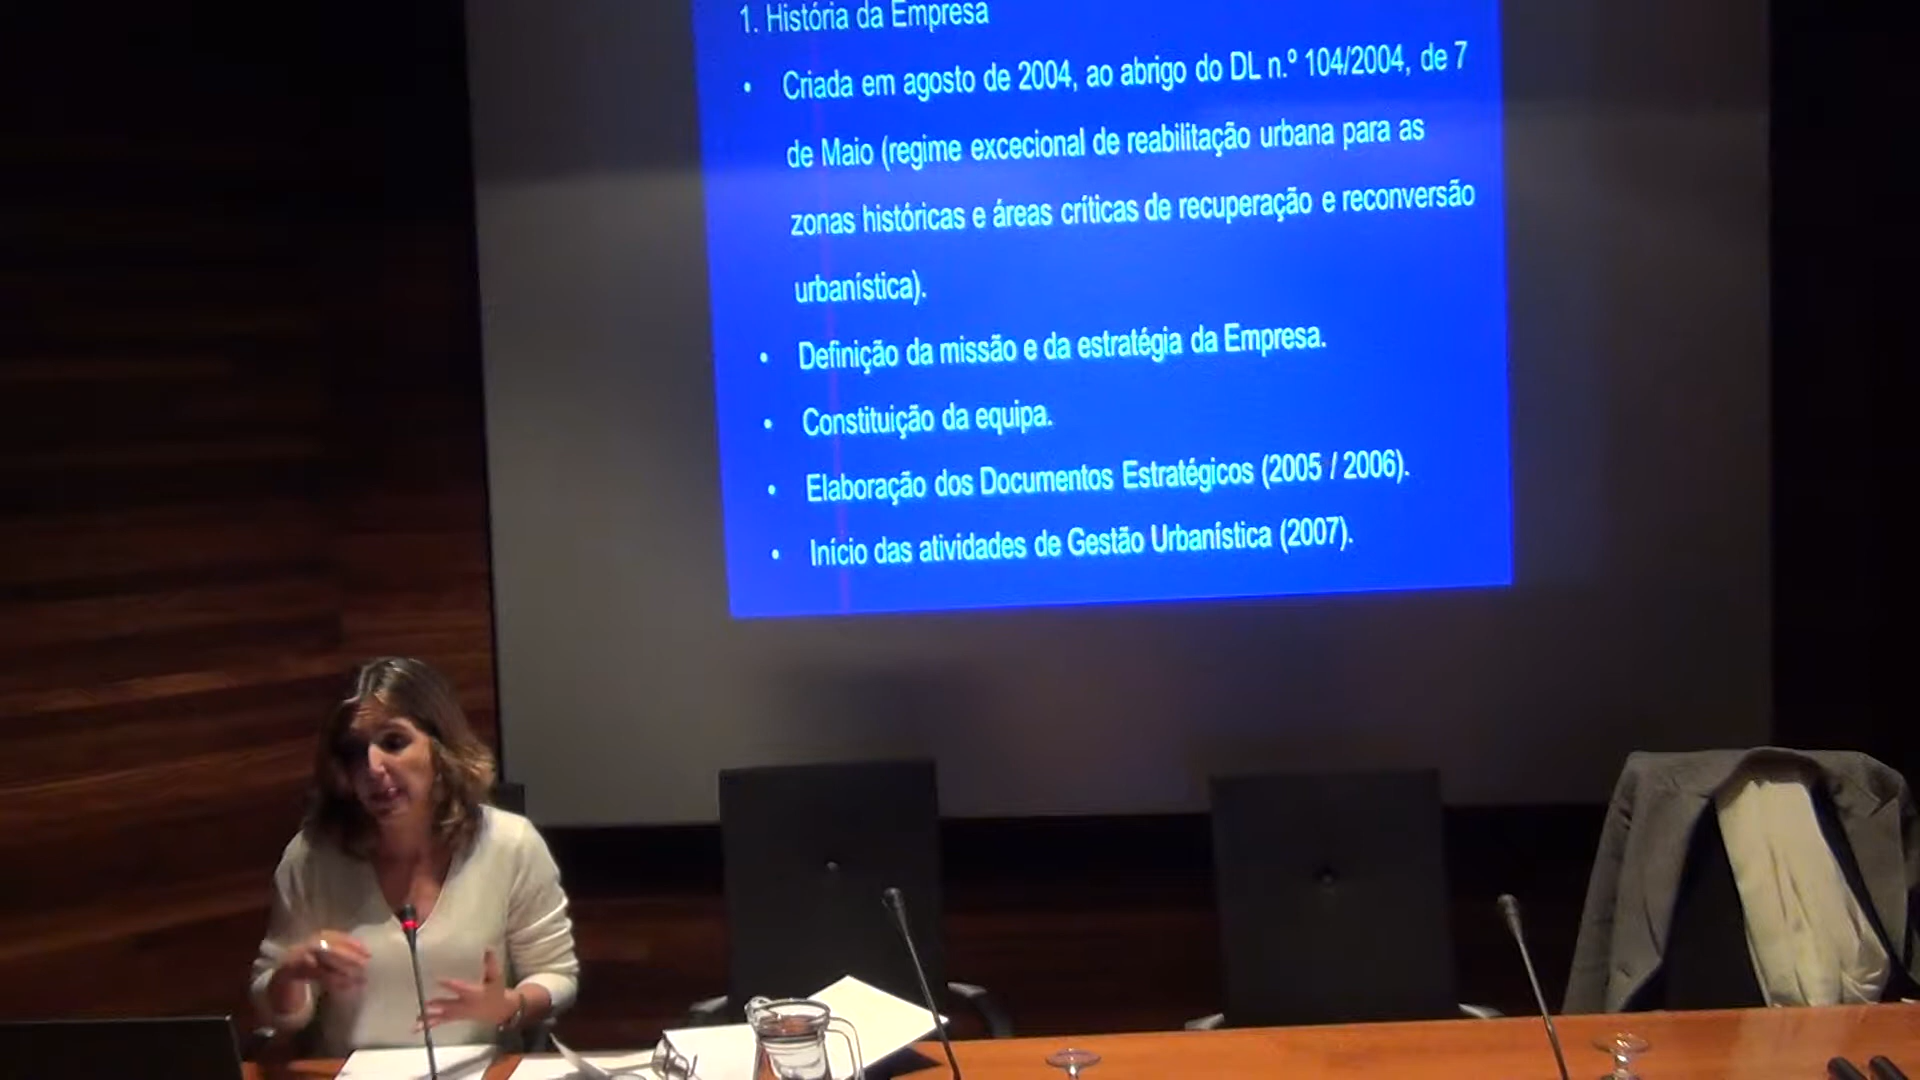 1. História da Empresa
• Criada em agosto de 2004, ao abrigo do DL n.º 104/2004, de 7
de Maio (regime excecional de reabilitação urbana para as
zonas históricas e áreas críticas de recuperação e reconversão
urbanística).
• Definição da missão e da estratégia da Empresa.
• Constituição da equipa.
• Elaboração dos Documentos Estratégicos (2005 / 2006).
• Início das atividades de Gestão Urbanística (2007).